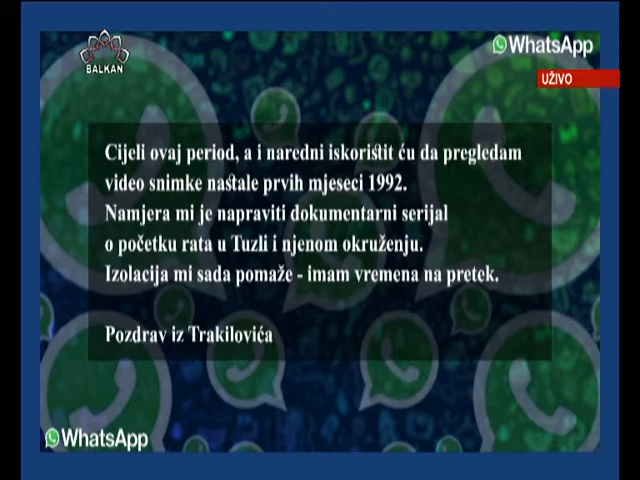 BALKAN
WhatsApp
UŽIVO
Cijeli ovaj period, a i naredni iskoristit ću da pregledam
video snimke nastale prvih mjeseci 1992.
Namjera mi je napraviti dokumentarni serijal
o početku rata u Tuzli i njenom okruženju.
Izolacija mi sada pomaže - imam vremena na pretek.
Pozdrav iz Trakilovića
WhatsApp